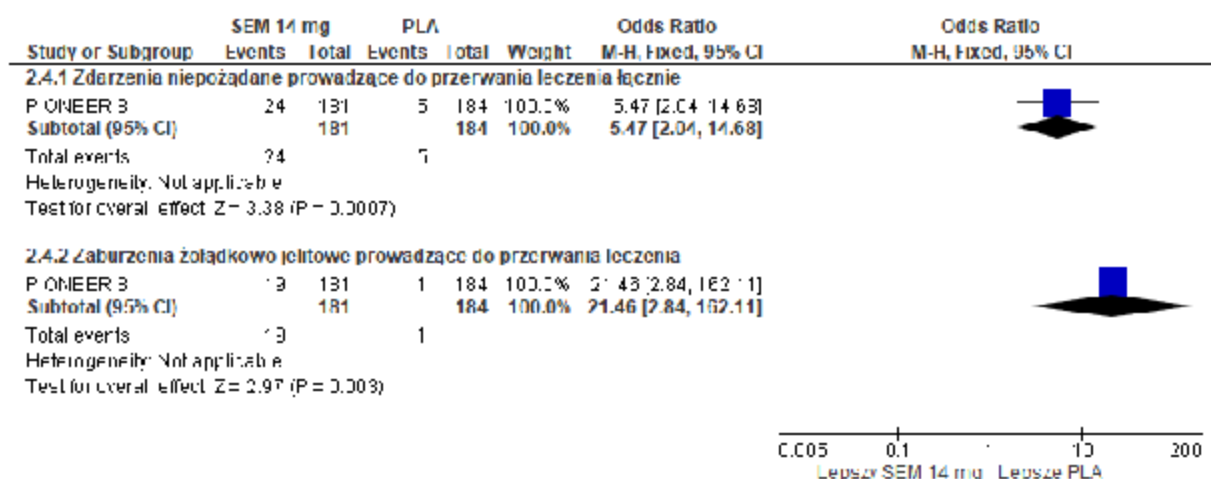 SEM 14 mg PLA Odds Ratio Odds Ratio
Study or Subgroup Events Total Events Total Weight M-H, Fixed, 95% CI M-H, Fixed, 95% CI
2.4.1 Zdarzenia niepożądane prowadzące do przerwania leczenia łącznie
PIONEER 8 24 181 5 184 100.0% 5.47 [2.04, 14.68]
Subtotal (95% CI) 181 184 100.0% 5.47 [2.04, 14.68]
Total events 24 5
Heterogeneity: Not applicable
Test for overall effect: Z = 3.38 (P = 0.0007)
2.4.2 Zaburzenia żołądkowo jelitowe prowadzące do przerwania leczenia
PIONEER 8 19 181 1 184 100.0% 21.46 [2.84, 162.11]
Subtotal (95% CI) 181 184 100.0% 21.46 [2.84, 162.11]
Total events 19 1
Heterogeneity: Not applicable
Test for overall effect: Z = 2.97 (P = 0.003)
0.005 0.1 1 10 200
Lepszy SEM 14 mg Lepsze PLA